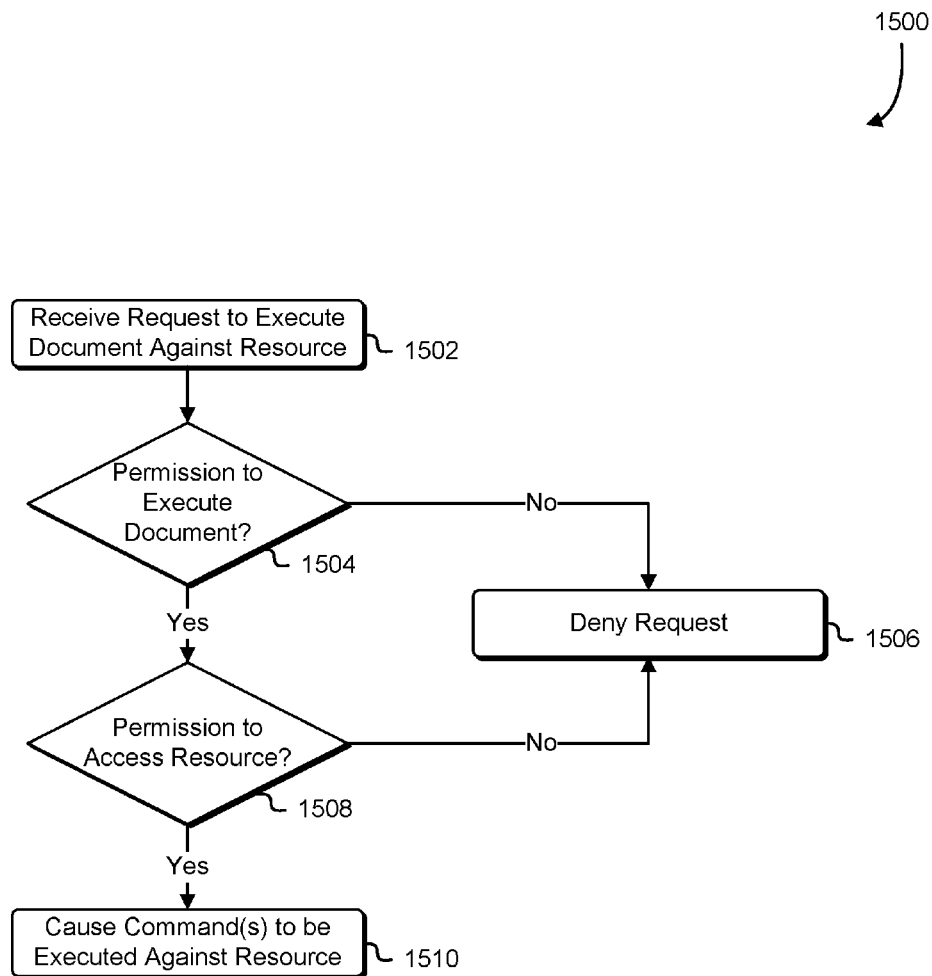 1500
Receive Request to Execute
Document Against Resource
1502
Permission to
Execute
Document?
No
1504
Yes
Deny Request
1506
Permission to
Access Resource?
No
1508
Yes
Cause Command(s) to be
Executed Against Resource
1510